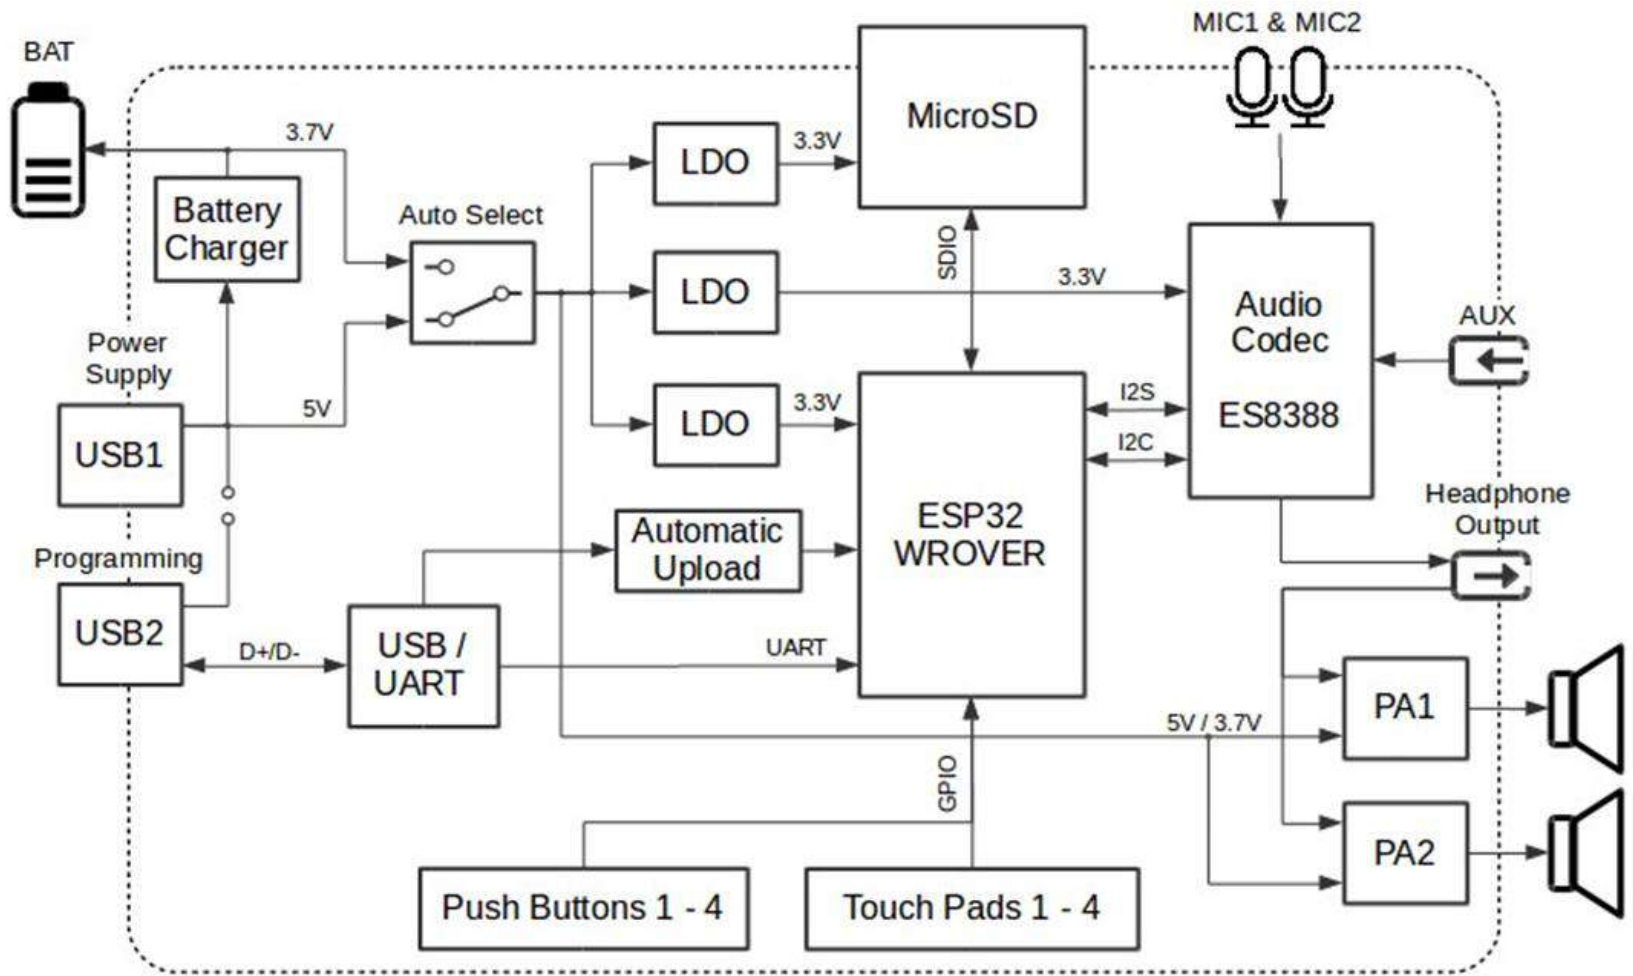 MIC1 & MIC2
BAT
MicroSD
3.7V
LDO
3.3V
Battery
Charger
Auto Select
SDIO
LDO
3.3V
Audio
Codec
ES8388
AUX
Power
Supply
USB1
5V
LDO
3.3V
I2S
I2C
ESP32
WROVER
Headphone
Output
Automatic
Upload
Programming
USB2
D+/D-
USB /
UART
UART
PA1
5V / 3.7V
GPIO
PA2
Push Buttons 1 - 4
Touch Pads 1 - 4